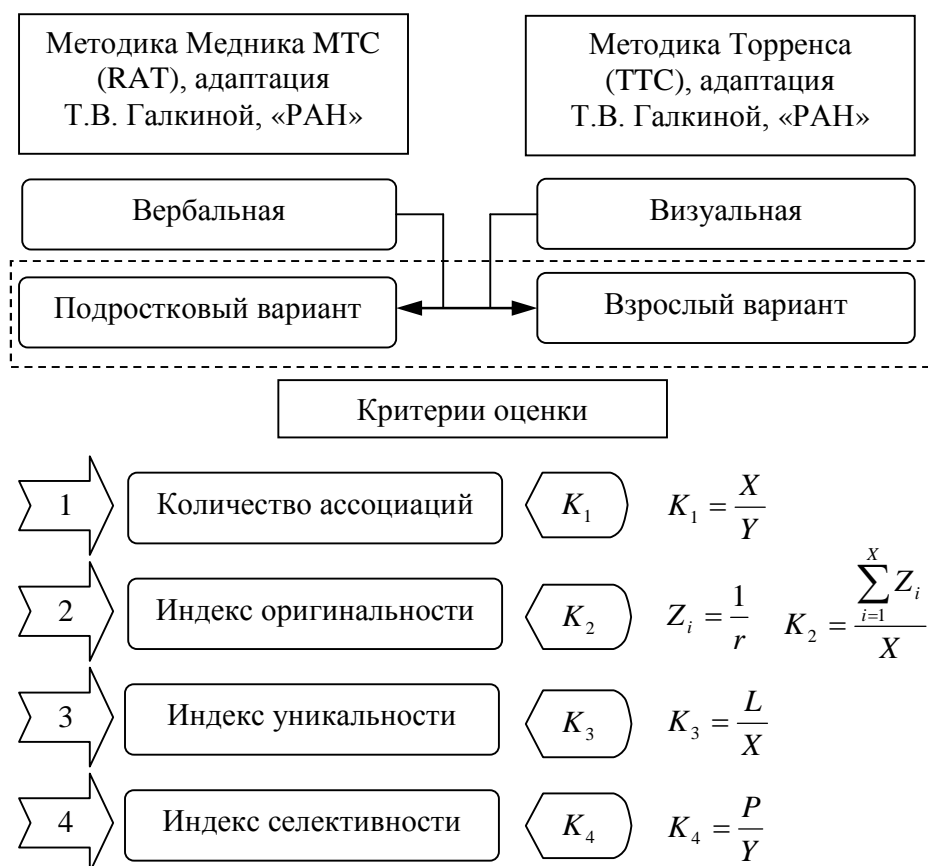 Методика Медника МТС
(RAT), адаптация
Т.В. Галкиной, «РАН»
Методика Торренса
(ТТС), адаптация
Т.В. Галкиной, «РАН»
Вербальная
Визуальная
Подростковый вариант
Взрослый вариант
Критерии оценки
1 Количество ассоциаций K₁ K₁ = X/Y
2 Индекс оригинальности K₂ Zᵢ = 1/r K₂ = ∑ᵢ₌₁ˣ Zᵢ / X
3 Индекс уникальности K₃ K₃ = L/X
4 Индекс селективности K₄ K₄ = P/Y